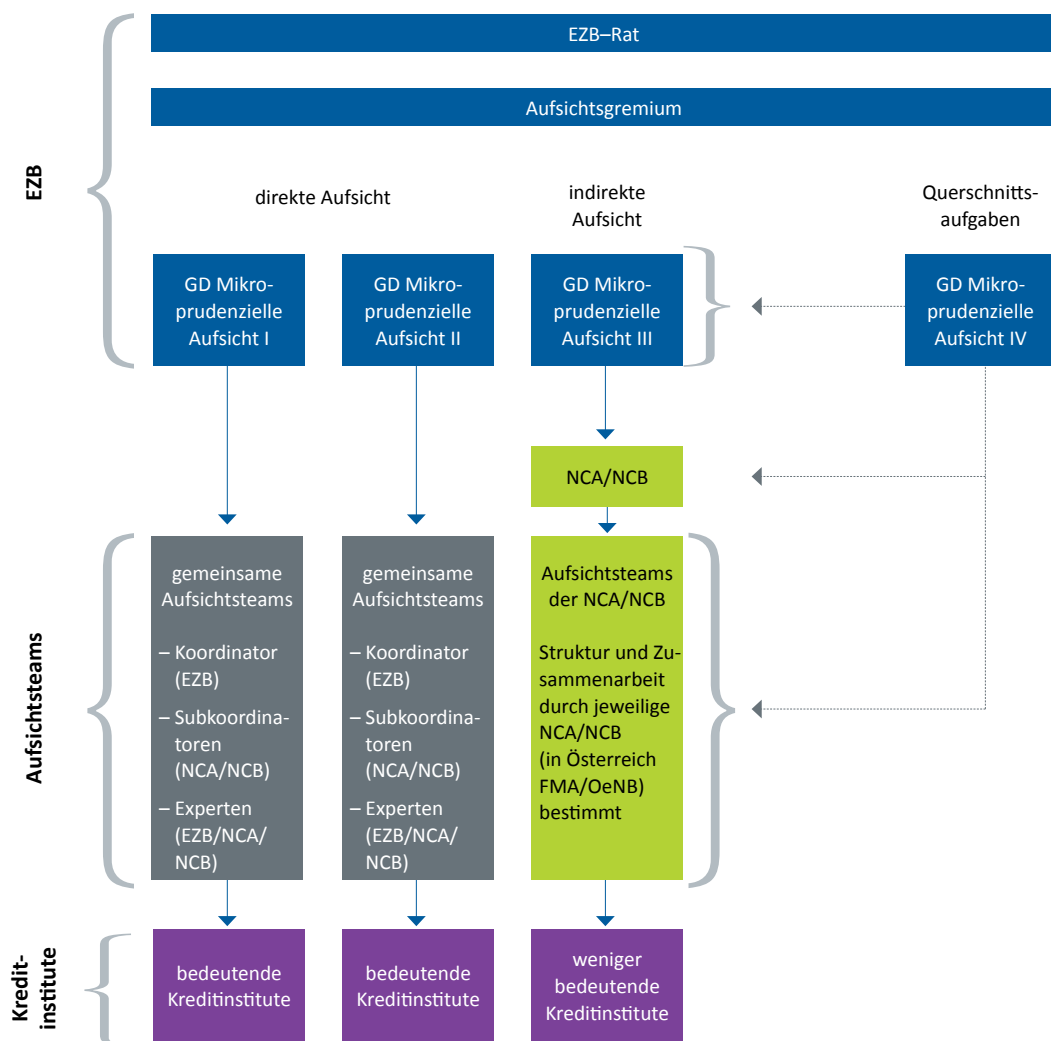 EZB–Rat
Aufsichtsgremium
EZB
direkte Aufsicht
indirekte
Aufsicht
Querschnitts-
aufgaben
GD Mikro-
prudenzielle
Aufsicht I
GD Mikro-
prudenzielle
Aufsicht II
GD Mikro-
prudenzielle
Aufsicht III
GD Mikro-
prudenzielle
Aufsicht IV
NCA/NCB
Aufsichtsteams
gemeinsame
Aufsichtsteams
– Koordinator
(EZB)
– Subkoordina-
toren
(NCA/NCB)
– Experten
(EZB/NCA/
NCB)
gemeinsame
Aufsichtsteams
– Koordinator
(EZB)
– Subkoordina-
toren
(NCA/NCB)
– Experten
(EZB/NCA/
NCB)
Aufsichtsteams
der NCA/NCB
Struktur und Zu-
sammenarbeit
durch jeweilige
NCA/NCB
(in Österreich
FMA/OeNB)
bestimmt
Kredit-
institute
bedeutende
Kreditinstitute
bedeutende
Kreditinstitute
weniger
bedeutende
Kreditinstitute